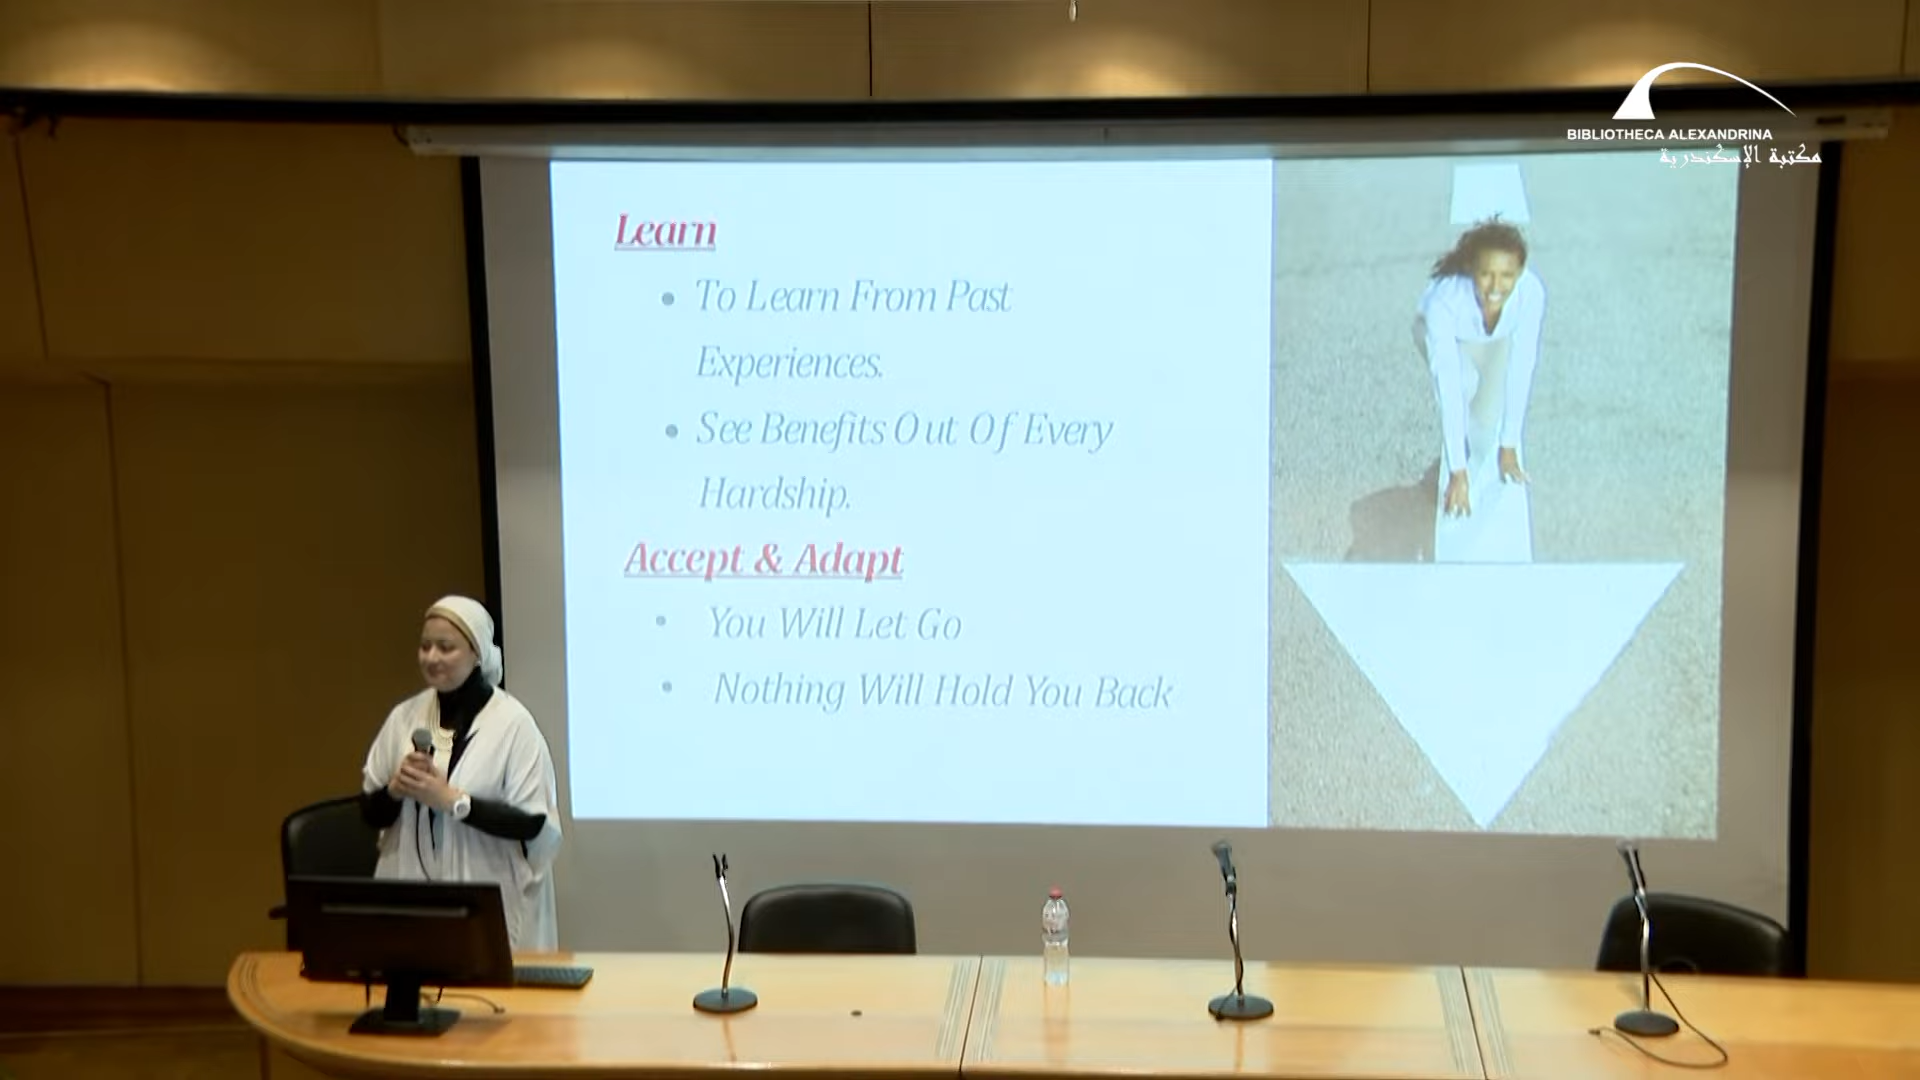 BIBLIOTHECA ALEXANDRINA
مكتبة الإسكندرية
Learn
• To Learn From Past
Experiences.
• See Benefits Out Of Every
Hardship.
Accept & Adapt
• You Will Let Go
• Nothing Will Hold You Back